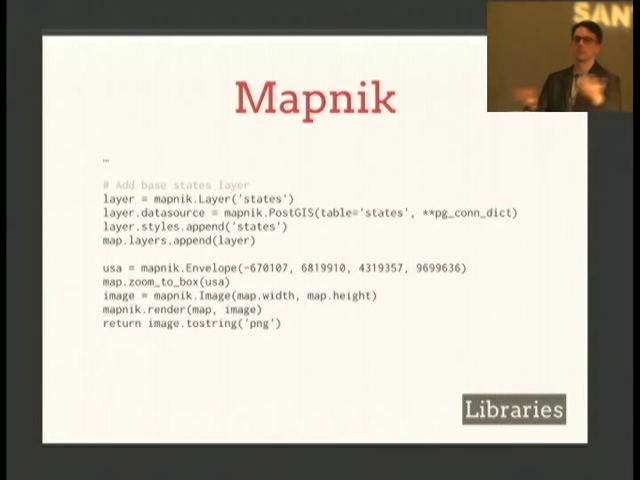 SAN
Mapnik
…
# Add base states layer
layer = mapnik.Layer('states')
layer.datasource = mapnik.PostGIS(table='states', **pg_conn_dict)
layer.styles.append('states')
map.layers.append(layer)
usa = mapnik.Envelope(-670107, 6819910, 4319357, 9699636)
map.zoom_to_box(usa)
image = mapnik.Image(map.width, map.height)
mapnik.render(map, image)
return image.tostring('png')
Libraries